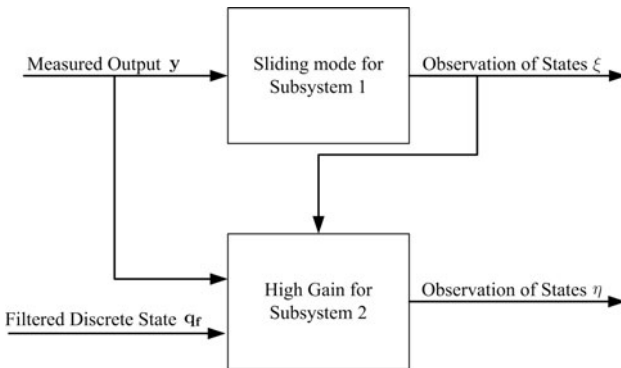 Measured Output y
Sliding mode for
Subsystem 1
Observation of States ξ
High Gain for
Subsystem 2
Observation of States η
Filtered Discrete State q_f